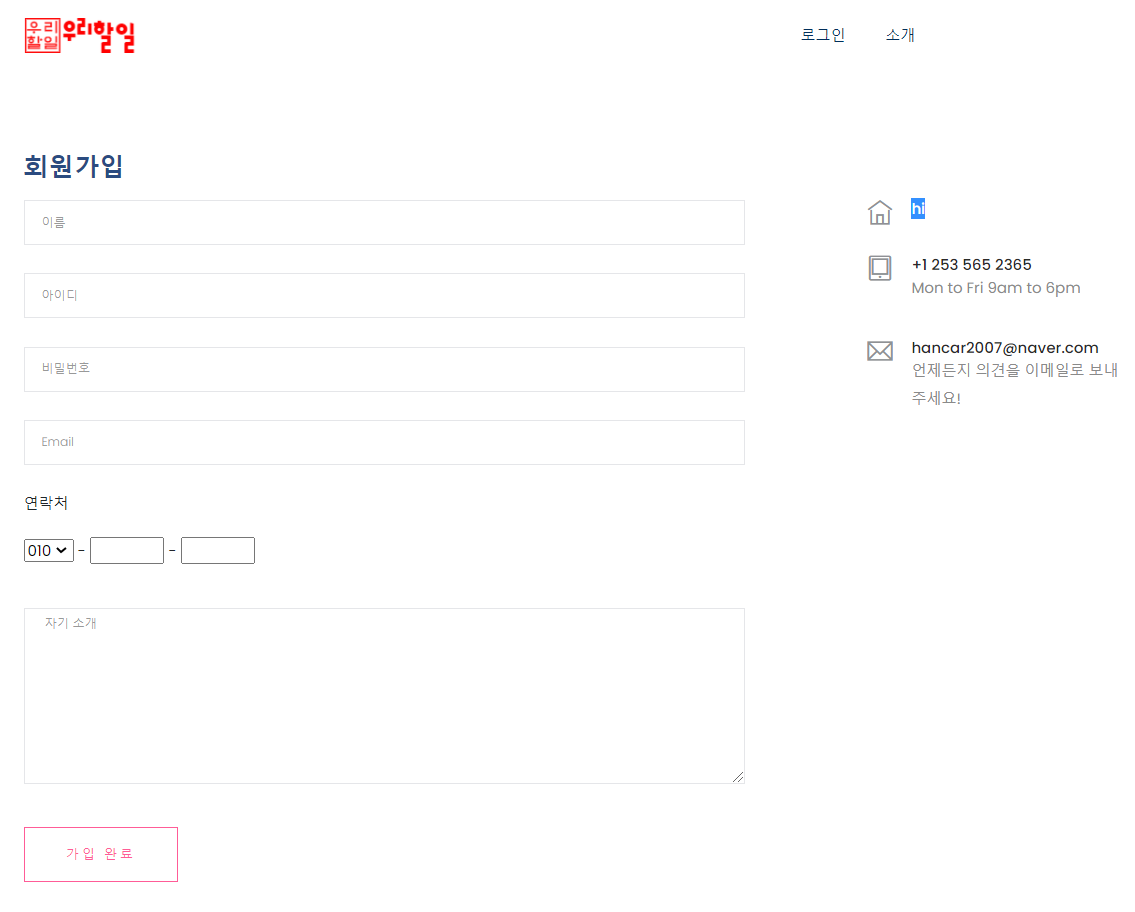 우리
할일
우리할일
로그인
소개
회원가입
이름
아이디
비밀번호
Email
연락처
010 - -
자기 소개
가입 완료
hi
+1 253 565 2365
Mon to Fri 9am to 6pm
hancar2007@naver.com
언제든지 의견을 이메일로 보내
주세요!